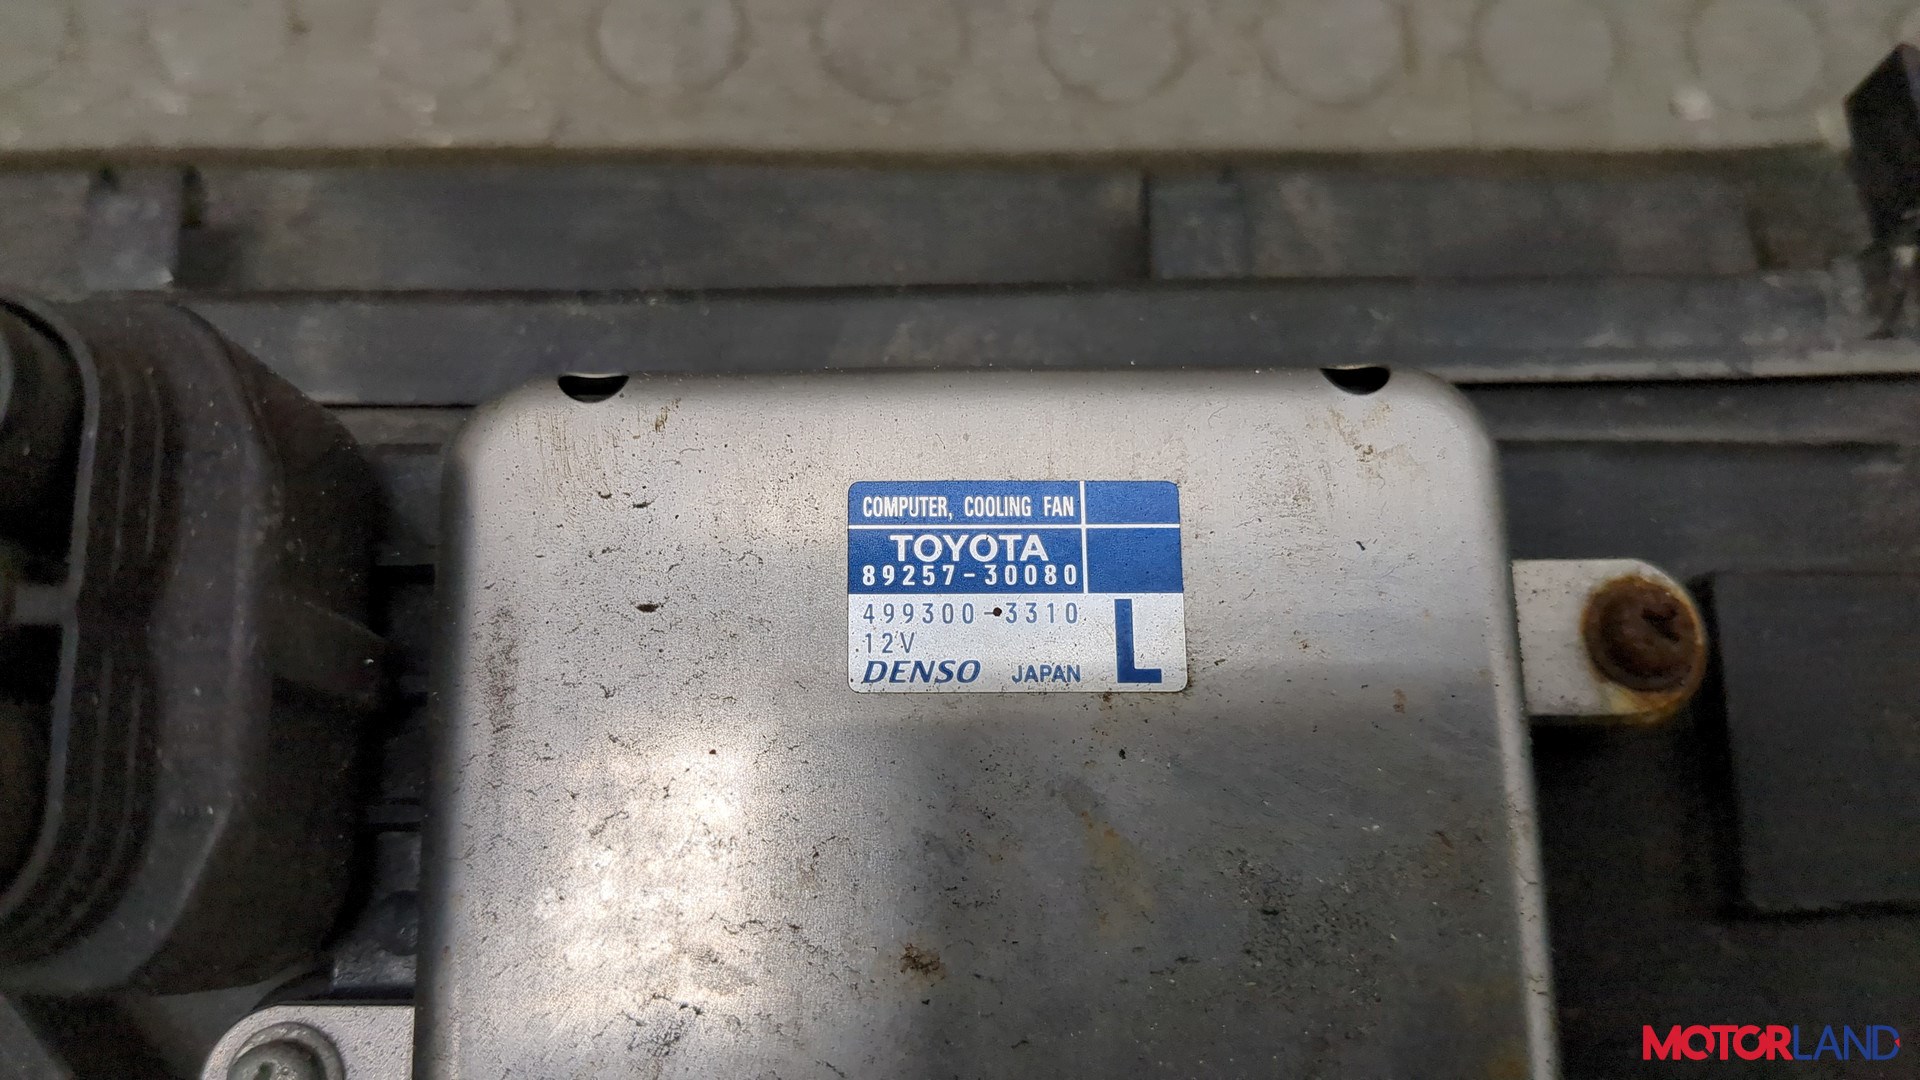 COMPUTER, COOLING FAN
TOYOTA
89257-30080
499300-3310
12V
DENSO JAPAN
L
MOTORLAND